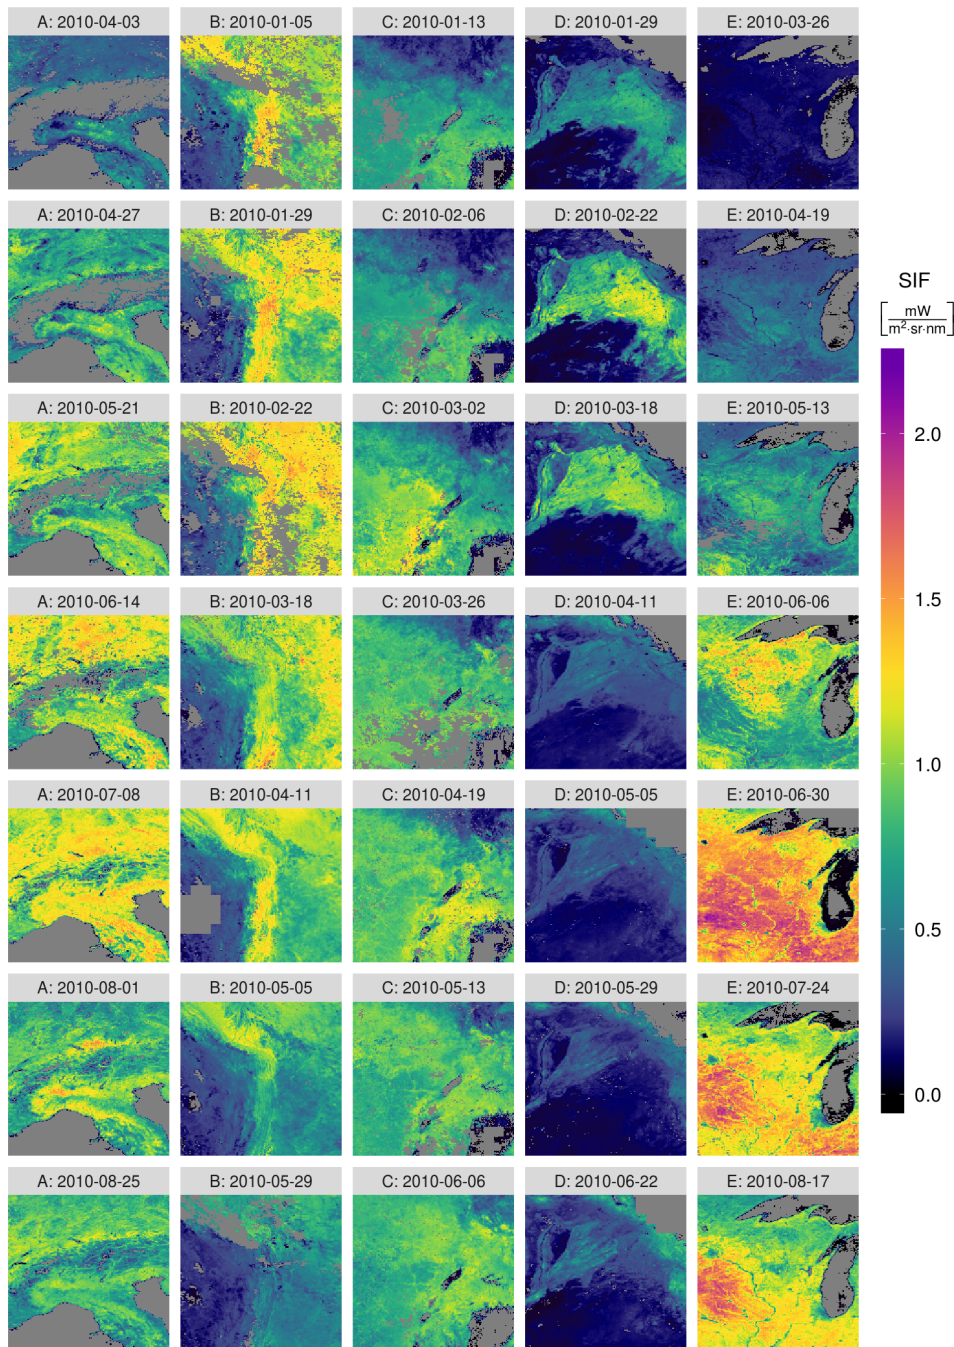 A: 2010-04-03 B: 2010-01-05 C: 2010-01-13 D: 2010-01-29 E: 2010-03-26
A: 2010-04-27 B: 2010-01-29 C: 2010-02-06 D: 2010-02-22 E: 2010-04-19
SIF
[mW / m²·sr·nm]
A: 2010-05-21 B: 2010-02-22 C: 2010-03-02 D: 2010-03-18 E: 2010-05-13
2.0
A: 2010-06-14 B: 2010-03-18 C: 2010-03-26 D: 2010-04-11 E: 2010-06-06
1.5
1.0
A: 2010-07-08 B: 2010-04-11 C: 2010-04-19 D: 2010-05-05 E: 2010-06-30
0.5
A: 2010-08-01 B: 2010-05-05 C: 2010-05-13 D: 2010-05-29 E: 2010-07-24
0.0
A: 2010-08-25 B: 2010-05-29 C: 2010-06-06 D: 2010-06-22 E: 2010-08-17